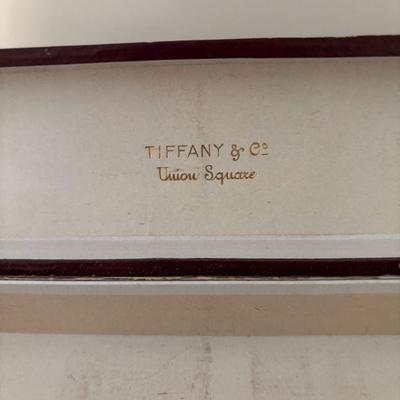 TIFFANY & Co
Union Square